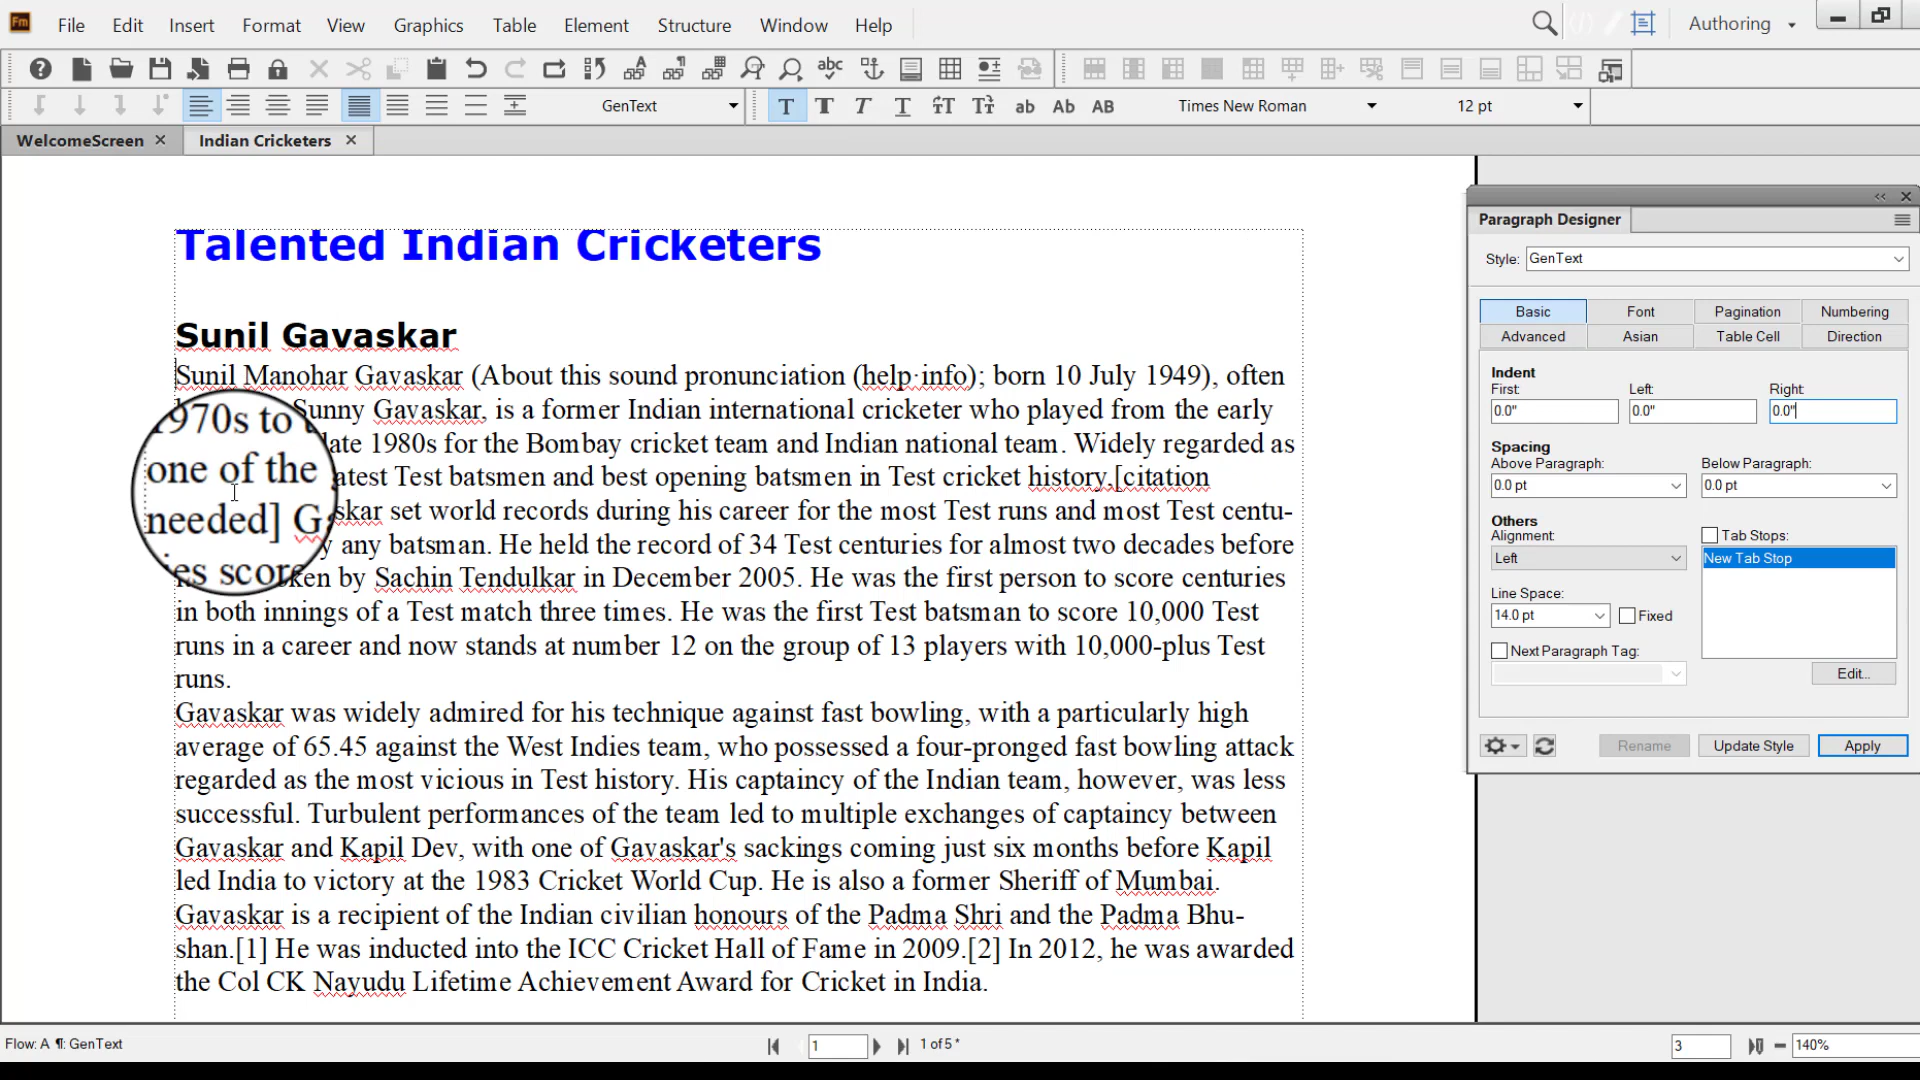 Fm File Edit Insert Format View Graphics Table Element Structure Window Help Authoring
GenText Times New Roman 12 pt
WelcomeScreen Indian Cricketers
Talented Indian Cricketers
Sunil Gavaskar
Sunil Manohar Gavaskar (About this sound pronunciation (help·info); born 10 July 1949), often
Sunny Gavaskar, is a former Indian international cricketer who played from the early
1970s to late 1980s for the Bombay cricket team and Indian national team. Widely regarded as
one of the atest Test batsmen and best opening batsmen in Test cricket history,[citation
needed] Ga skar set world records during his career for the most Test runs and most Test centu-
ies score y any batsman. He held the record of 34 Test centuries for almost two decades before
ken by Sachin Tendulkar in December 2005. He was the first person to score centuries
in both innings of a Test match three times. He was the first Test batsman to score 10,000 Test
runs in a career and now stands at number 12 on the group of 13 players with 10,000-plus Test
runs.
Gavaskar was widely admired for his technique against fast bowling, with a particularly high
average of 65.45 against the West Indies team, who possessed a four-pronged fast bowling attack
regarded as the most vicious in Test history. His captaincy of the Indian team, however, was less
successful. Turbulent performances of the team led to multiple exchanges of captaincy between
Gavaskar and Kapil Dev, with one of Gavaskar's sackings coming just six months before Kapil
led India to victory at the 1983 Cricket World Cup. He is also a former Sheriff of Mumbai.
Gavaskar is a recipient of the Indian civilian honours of the Padma Shri and the Padma Bhu-
shan.[1] He was inducted into the ICC Cricket Hall of Fame in 2009.[2] In 2012, he was awarded
the Col CK Nayudu Lifetime Achievement Award for Cricket in India.
Paragraph Designer
Style: GenText
Basic Font Pagination Numbering
Advanced Asian Table Cell Direction
Indent
First: Left: Right:
0.0" 0.0" 0.0"
Spacing
Above Paragraph: Below Paragraph:
0.0 pt 0.0 pt
Others
Alignment: Tab Stops:
Left New Tab Stop
Line Space:
14.0 pt Fixed
Next Paragraph Tag:
Edit...
Rename Update Style Apply
Flow: A ¶: GenText 1 1 of 5 * 3 140%